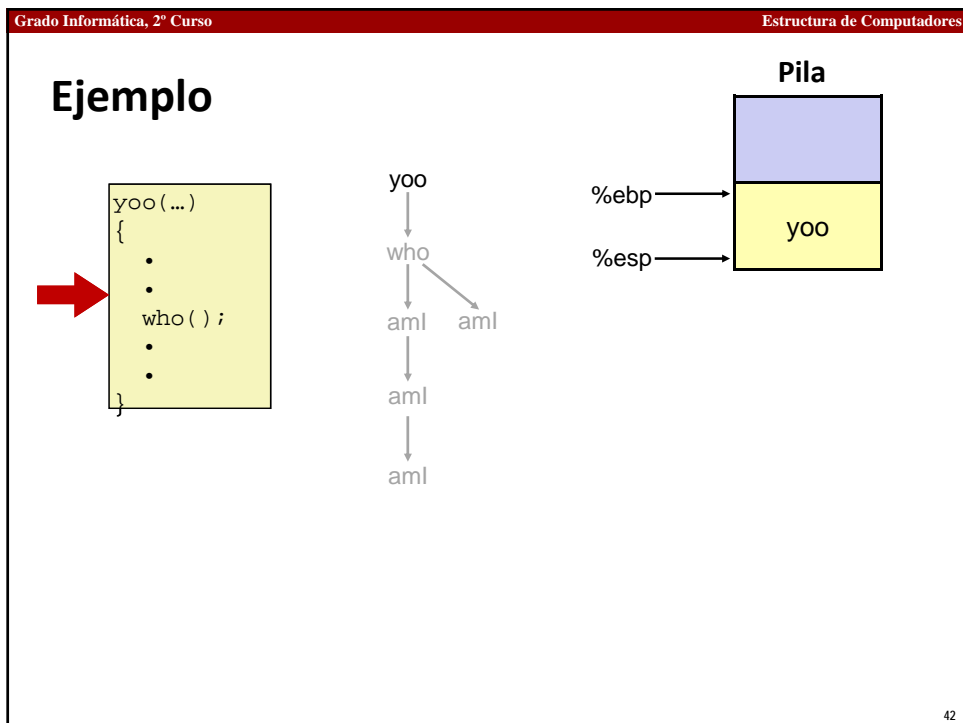 Grado Informática, 2º Curso
Estructura de Computadores
Ejemplo
yoo(…)
{
•
•
who();
•
•
}
yoo
who
amI amI
amI
amI
Pila
%ebp
yoo
%esp
42